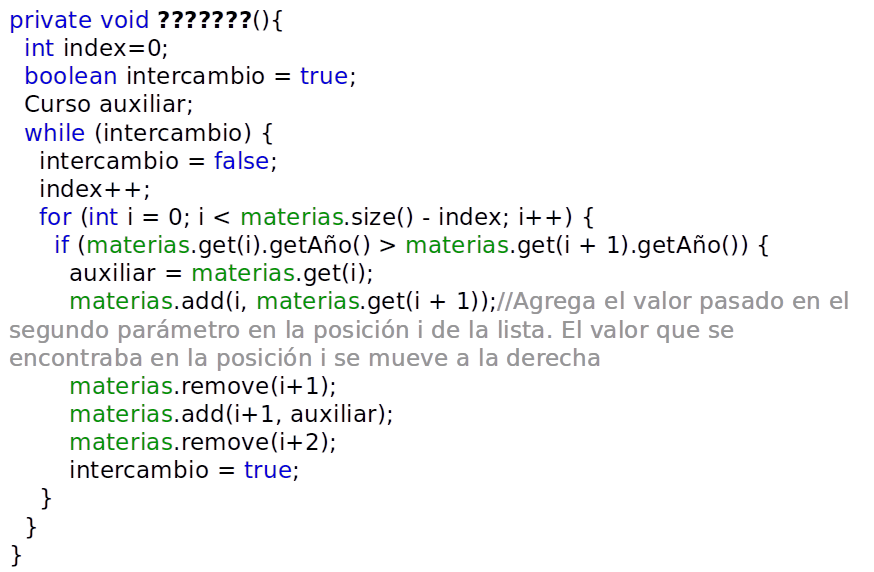 private void ???????(){
int index=0;
boolean intercambio = true;
Curso auxiliar;
while (intercambio) {
intercambio = false;
index++;
for (int i = 0; i < materias.size() - index; i++) {
if (materias.get(i).getAño() > materias.get(i + 1).getAño()) {
auxiliar = materias.get(i);
materias.add(i, materias.get(i + 1));//Agrega el valor pasado en el
segundo parámetro en la posición i de la lista. El valor que se
encontraba en la posición i se mueve a la derecha
materias.remove(i+1);
materias.add(i+1, auxiliar);
materias.remove(i+2);
intercambio = true;
}
}
}